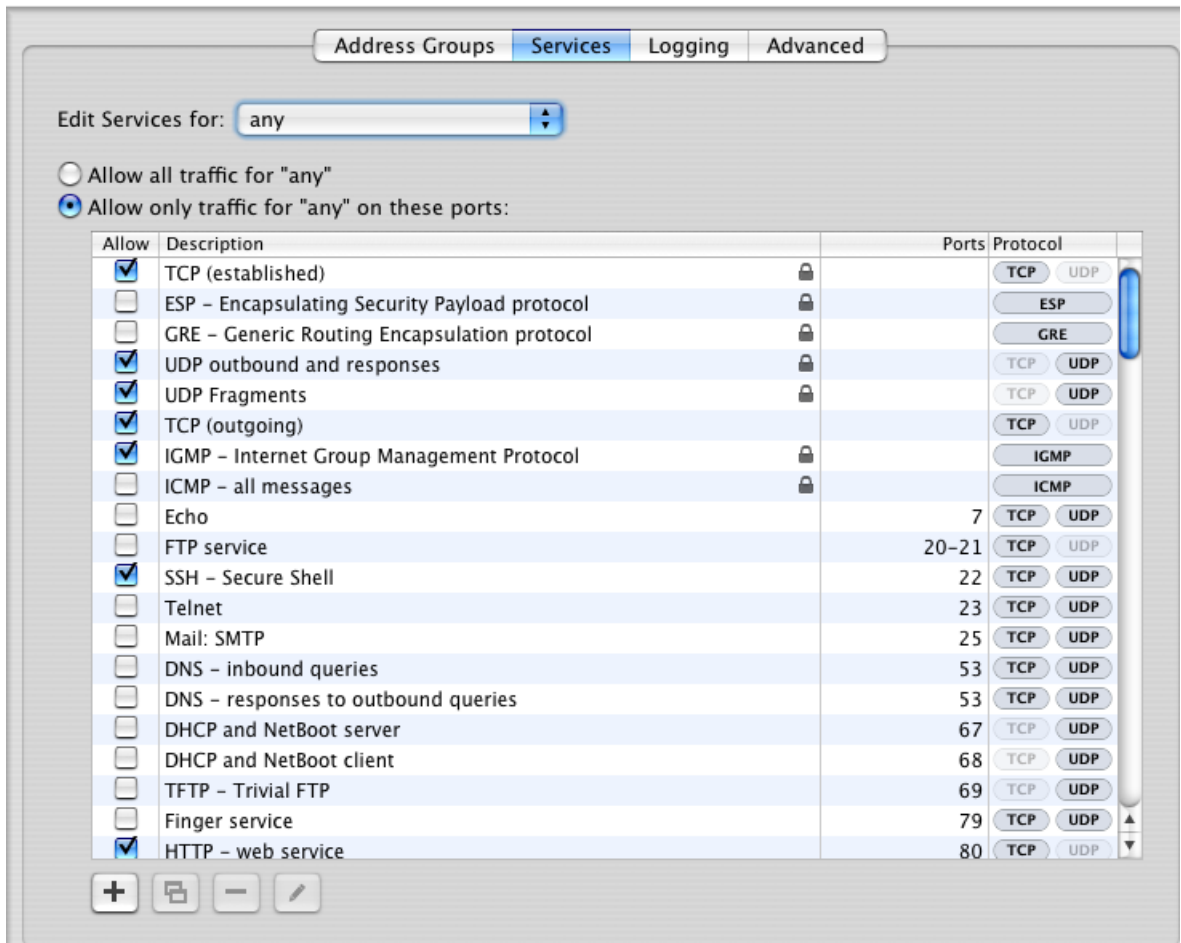 Address Groups Services Logging Advanced
Edit Services for: any
Allow all traffic for "any"
Allow only traffic for "any" on these ports:
Allow Description Ports Protocol
TCP (established) TCP UDP
ESP – Encapsulating Security Payload protocol ESP
GRE – Generic Routing Encapsulation protocol GRE
UDP outbound and responses TCP UDP
UDP Fragments TCP UDP
TCP (outgoing) TCP UDP
IGMP – Internet Group Management Protocol IGMP
ICMP – all messages ICMP
Echo 7 TCP UDP
FTP service 20–21 TCP UDP
SSH – Secure Shell 22 TCP UDP
Telnet 23 TCP UDP
Mail: SMTP 25 TCP UDP
DNS – inbound queries 53 TCP UDP
DNS – responses to outbound queries 53 TCP UDP
DHCP and NetBoot server 67 TCP UDP
DHCP and NetBoot client 68 TCP UDP
TFTP – Trivial FTP 69 TCP UDP
Finger service 79 TCP UDP
HTTP – web service 80 TCP UDP